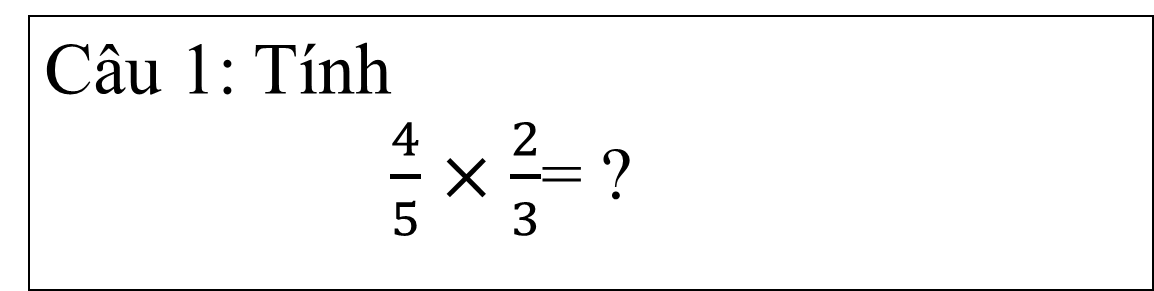 Câu 1: Tính
4/5 × 2/3 = ?